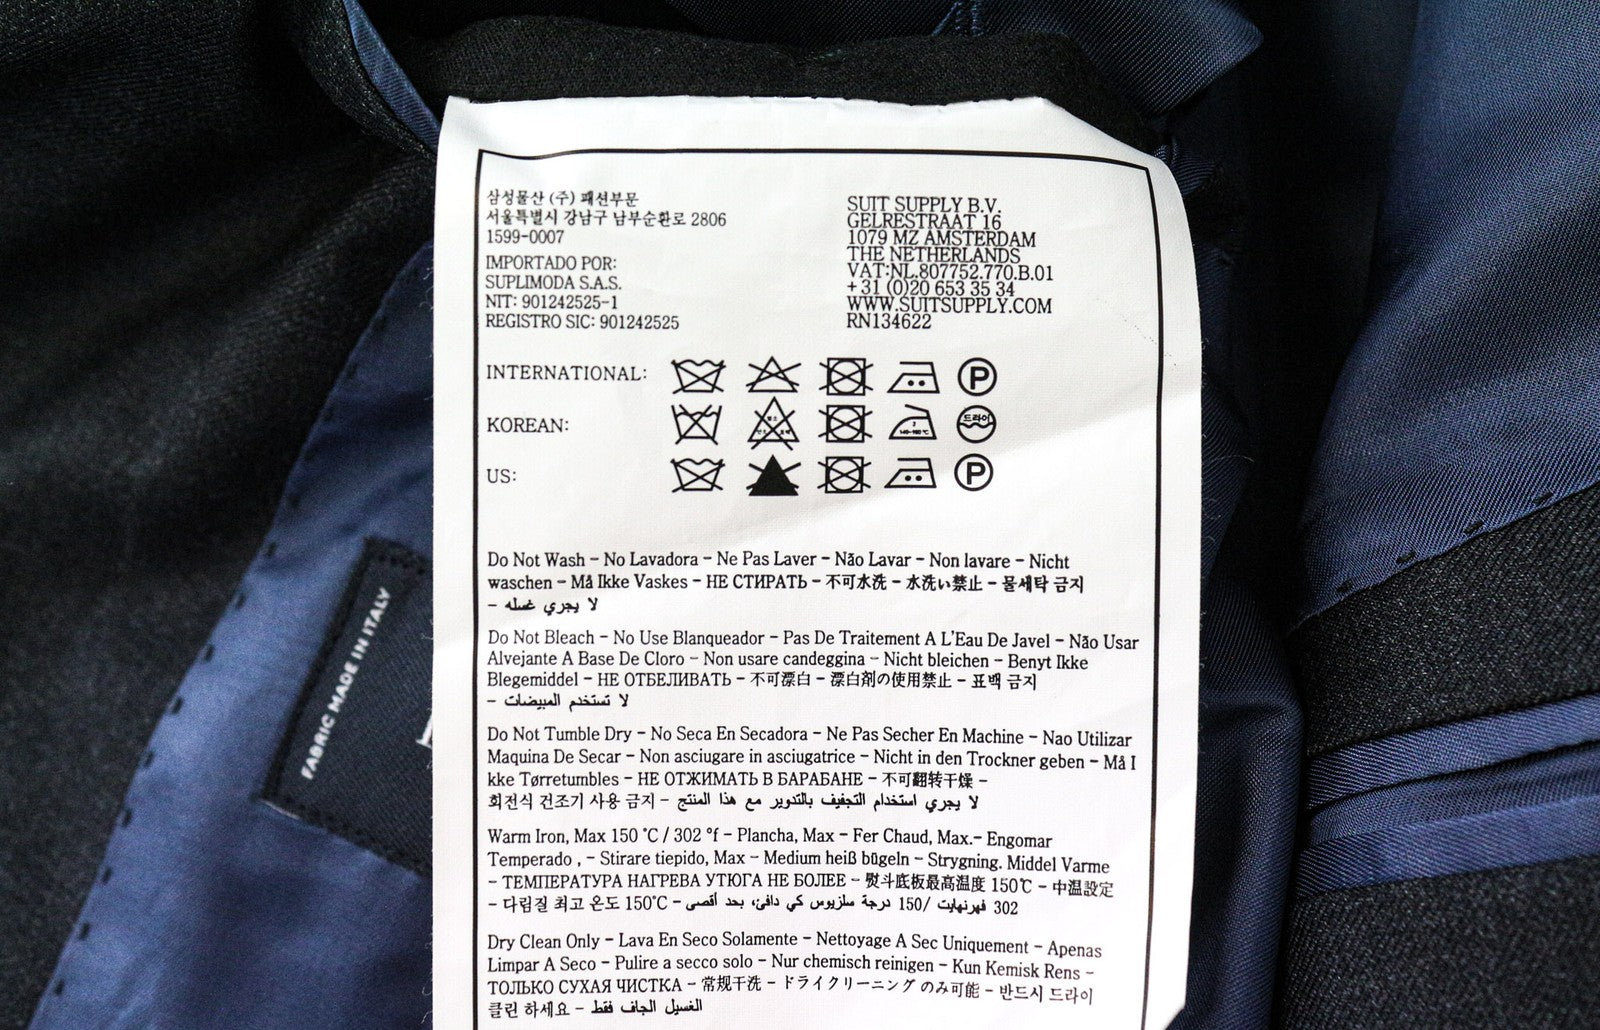 삼성물산 (주) 패션부문
서울특별시 강남구 남부순환로 2806
1599-0007
IMPORTADO POR:
SUPLIMODA S.A.S.
NIT: 901242525-1
REGISTRO SIC: 901242525
SUIT SUPPLY B.V.
GELRESTRAAT 16
1079 MZ AMSTERDAM
THE NETHERLANDS
VAT:NL.807752.770.B.01
+31 (0)20 653 35 34
WWW.SUITSUPPLY.COM
RN134622
INTERNATIONAL:
P
KOREAN:
드라이
US:
P
Do Not Wash - No Lavadora - Ne Pas Laver - Não Lavar - Non lavare - Nicht
waschen - Må Ikke Vaskes - НЕ СТИРАТЬ - 不可水洗 - 水洗い禁止 - 물세탁 금지
- لا يجري غسله
Do Not Bleach - No Use Blanqueador - Pas De Traitement A L'Eau De Javel - Não Usar
Alvejante A Base De Cloro - Non usare candeggina - Nicht bleichen - Benyt Ikke
Blegemiddel - НЕ ОТБЕЛИВАТЬ - 不可漂白 - 漂白剤の使用禁止 - 표백 금지
- لا تستخدم المبيضات
Do Not Tumble Dry - No Seca En Secadora - Ne Pas Secher En Machine - Nao Utilizar
Maquina De Secar - Non asciugare in asciugatrice - Nicht in den Trockner geben - Må I
kke Tørretumbles - НЕ ОТЖИМАТЬ В БАРАБАНЕ - 不可翻转干燥 -
회전식 건조기 사용 금지 - لا يجري استخدام التجفيف بالتدوير مع هذا المنتج
Warm Iron, Max 150 °C / 302 °f - Plancha, Max - Fer Chaud, Max.- Engomar
Temperado , - Stirare tiepido, Max - Medium heiß bügeln - Strygning. Middel Varme
- ТЕМПЕРАТУРА НАГРЕВА УТЮГА НЕ БОЛЕЕ - 熨斗底板最高温度 150℃ - 中温設定
- 다림질 최고 온도 150°C - كي دافئ، بحد أقصى 150 درجة سلزيوس/ 302 فهرنهايت
Dry Clean Only - Lava En Seco Solamente - Nettoyage A Sec Uniquement - Apenas
Limpar A Seco - Pulire a secco solo - Nur chemisch reinigen - Kun Kemisk Rens -
ТОЛЬКО СУХАЯ ЧИСТКА - 常规干洗 - ドライクリーニング のみ可能 - 반드시 드라이
클린 하세요 - الغسيل الجاف فقط
FABRIC MADE IN ITALY